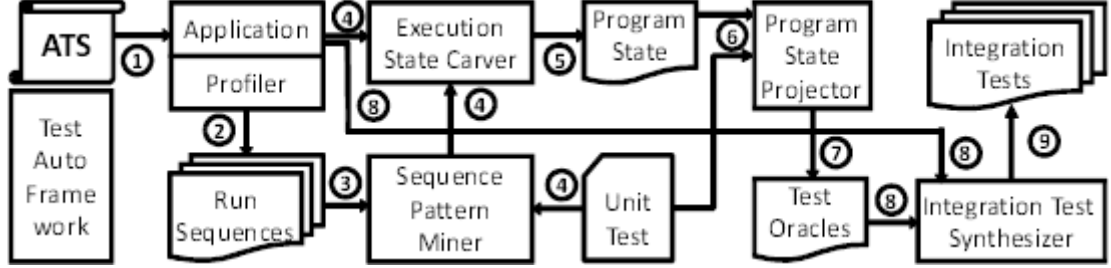 ATS
①
Test
Auto
Frame
work
Application
Profiler
②
Run
Sequences
③
④
⑧
Execution
State Carver
④
Sequence
Pattern
Miner
④
⑤
Program
State
Unit
Test
⑥
Program
State
Projector
⑦
Test
Oracles
⑧
⑧
Integration
Tests
⑨
Integration Test
Synthesizer